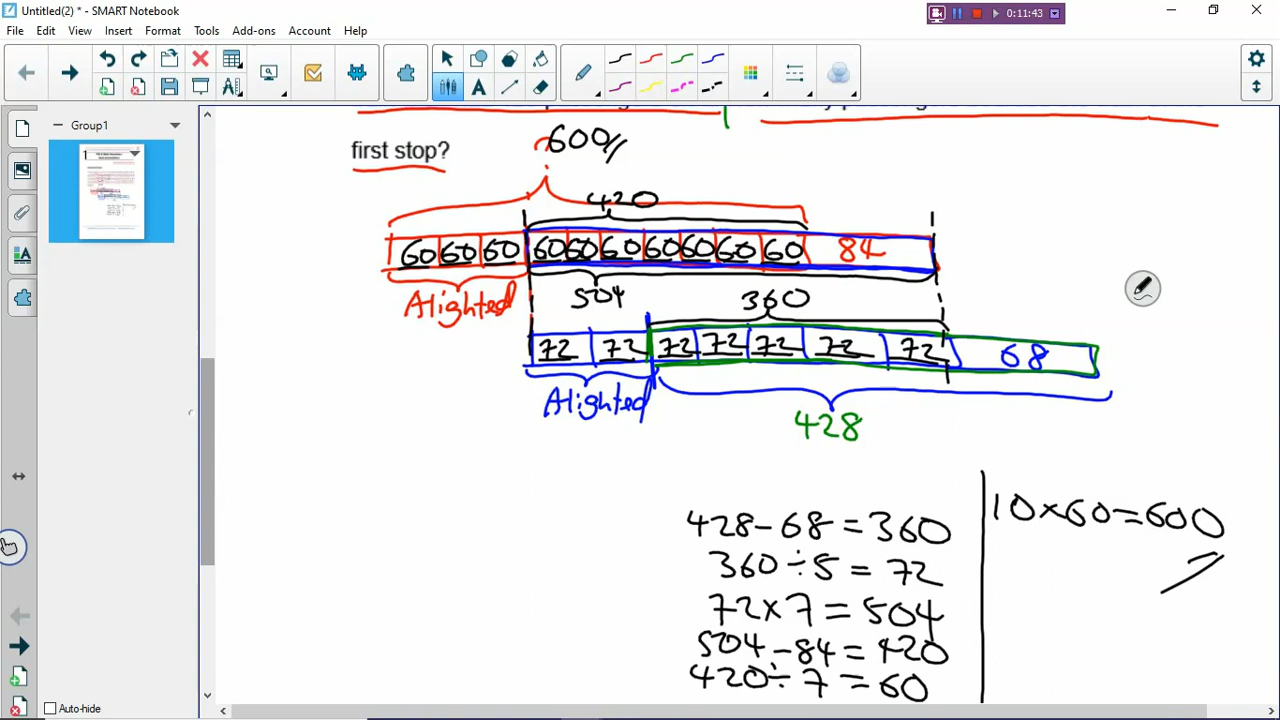 Untitled(2) * - SMART Notebook
0:11:43
File Edit View Insert Format Tools Add-ons Account Help
Group1
1
first stop?
600//
420
60 60 60 60 60 60 60 60 60 60 84
Alighted
504
360
72 72 72 72 72 72 72 68
Alighted
428
428-68=360
360÷5=72
72×7=504
504-84=420
420÷7=60
10×60=600
Auto-hide